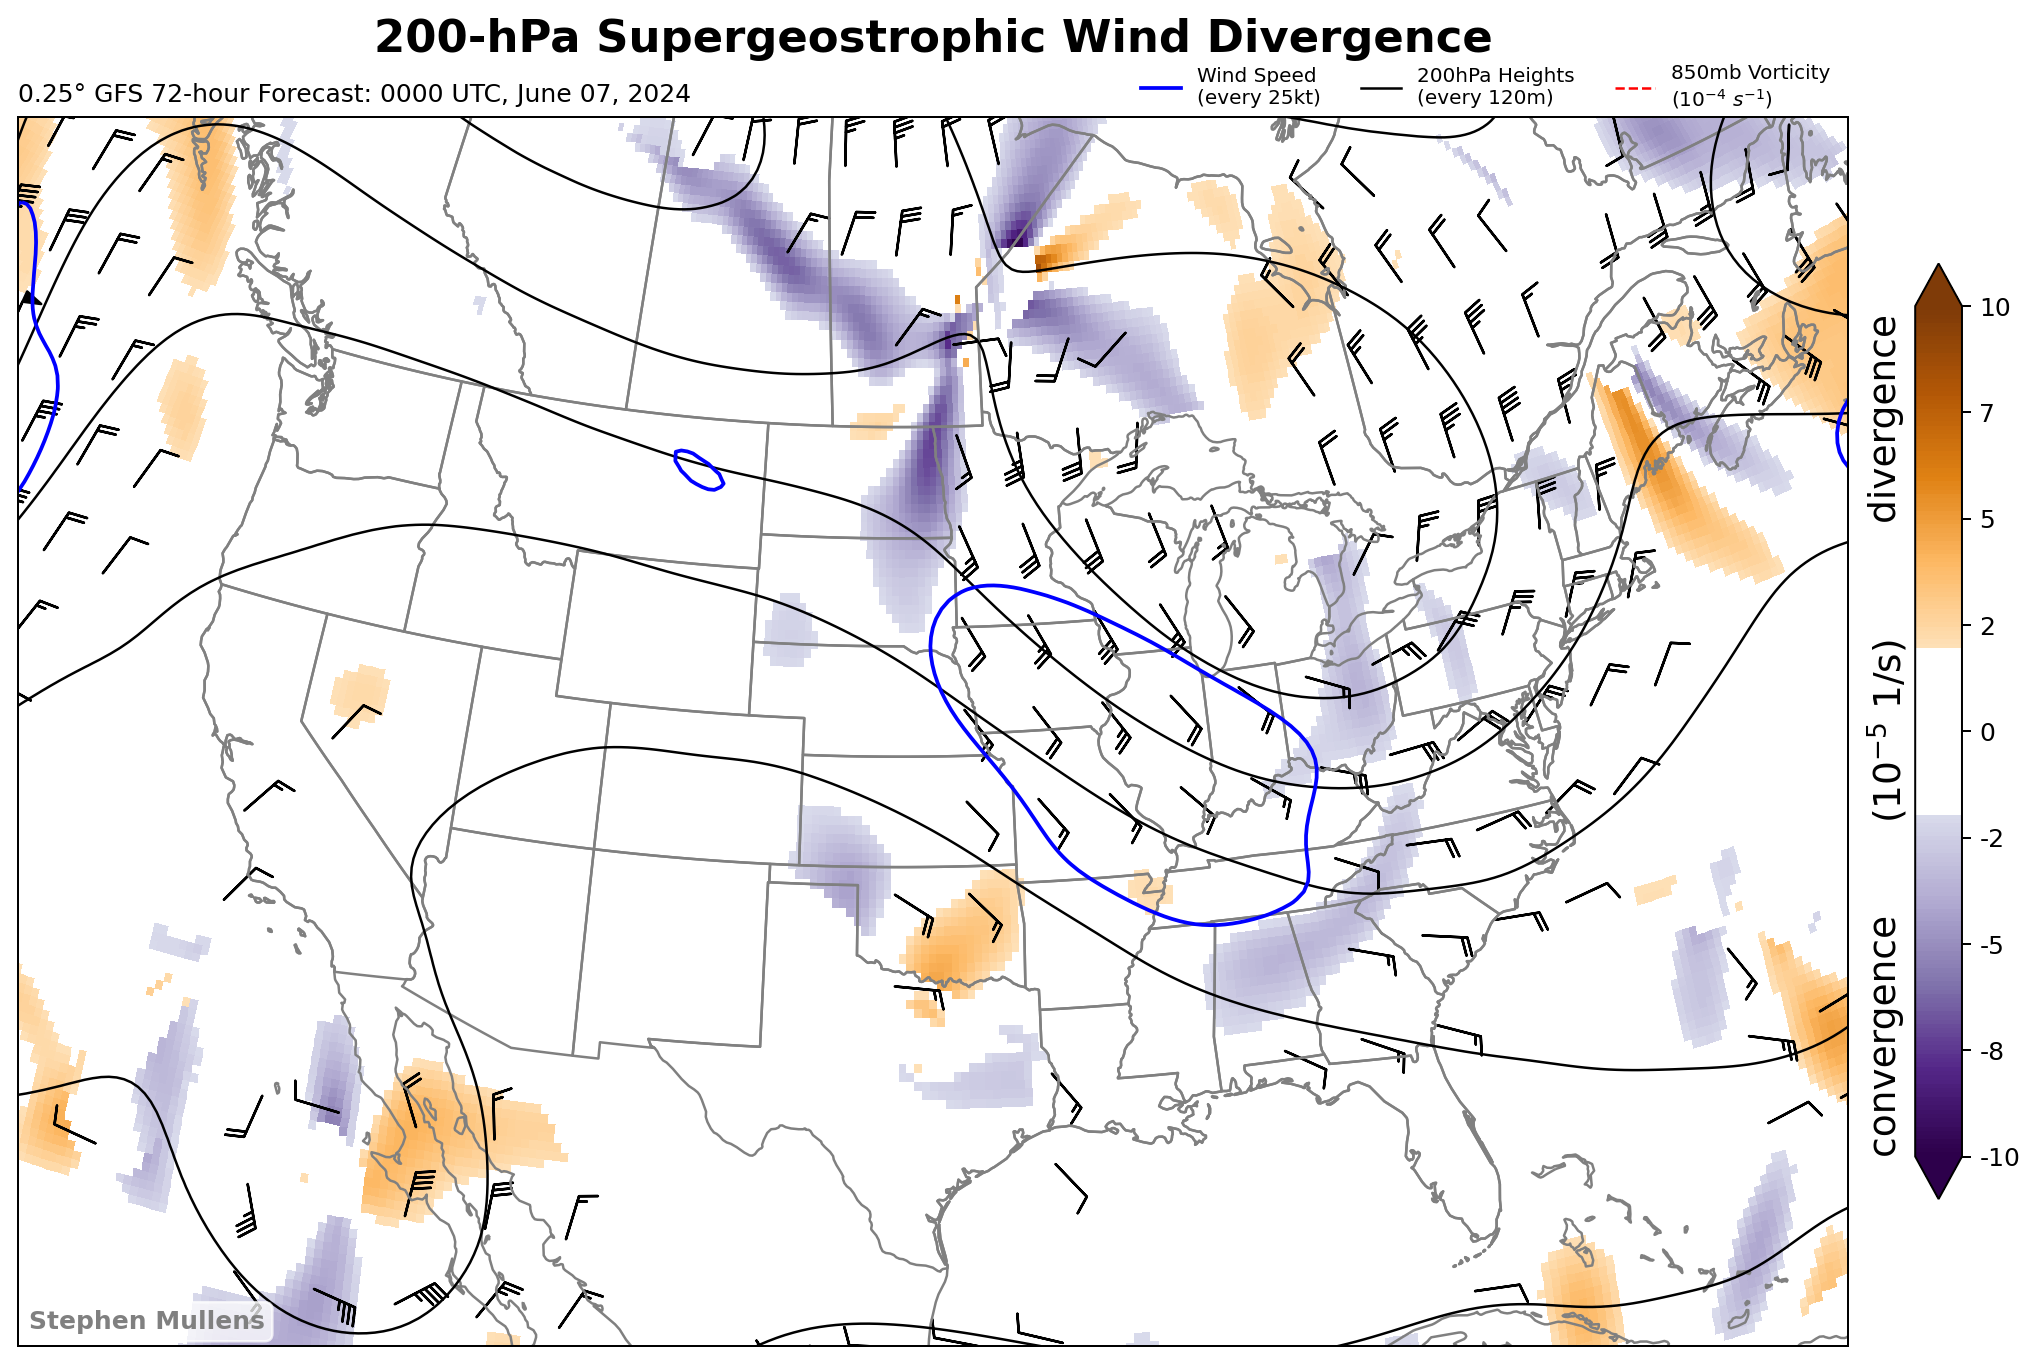 200-hPa Supergeostrophic Wind Divergence
0.25° GFS 72-hour Forecast: 0000 UTC, June 07, 2024
Wind Speed
(every 25kt)
200hPa Heights
(every 120m)
850mb Vorticity
(10⁻⁴ s⁻¹)
convergence (10⁻⁵ 1/s) divergence
10
7
5
2
0
-2
-5
-8
-10
Stephen Mullens